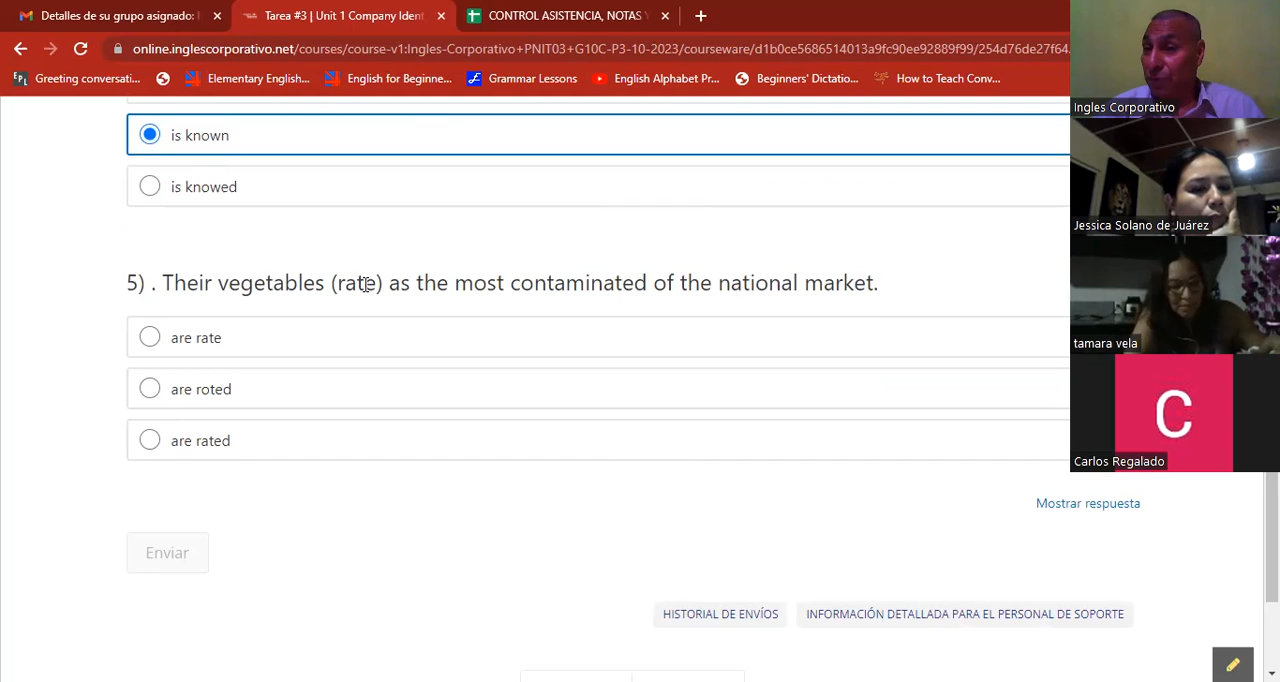 Detalles de su grupo asignado:
Tarea #3 | Unit 1 Company Iden
CONTROL ASISTENCIA, NOTAS Y
online.inglescorporativo.net/courses/course-v1:Ingles-Corporativo+PNIT03+G10C-P3-10-2023/courseware/d1b0ce5686514013a9fc90ee92889f99/254d76de27f64.
Greeting conversati...
Elementary English...
English for Beginne...
Grammar Lessons
English Alphabet Pr...
Beginners' Dictatio...
How to Teach Conv...
is known
is knowed
5) . Their vegetables (rate) as the most contaminated of the national market.
are rate
are roted
are rated
Mostrar respuesta
Enviar
HISTORIAL DE ENVÍOS
INFORMACIÓN DETALLADA PARA EL PERSONAL DE SOPORTE
Ingles Corporativo
Jessica Solano de Juárez
tamara vela
C
Carlos Regalado